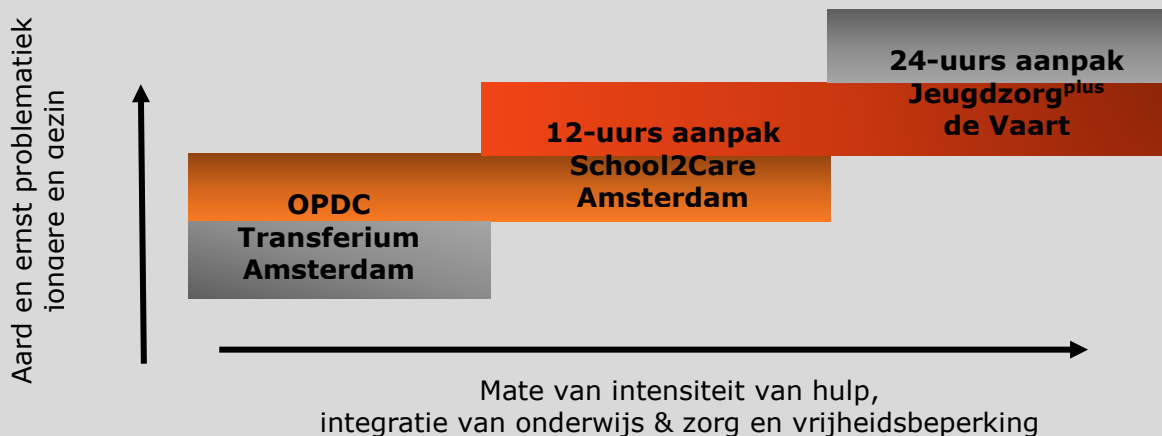 24-uurs aanpak
Jeugdzorgplus
de Vaart
12-uurs aanpak
School2Care
Amsterdam
OPDC
Transferium
Amsterdam
Aard en ernst problematiek
jongere en gezin
Mate van intensiteit van hulp,
integratie van onderwijs & zorg en vrijheidsbeperking